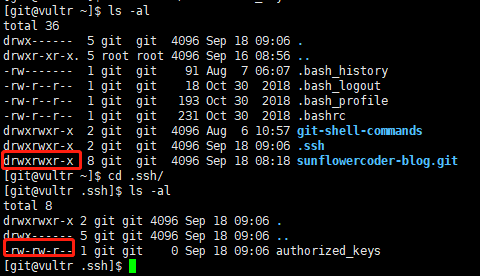 [git@vultr ~]$ ls -al
total 36
drwx------  5 git  git  4096 Sep 18 09:06 .
drwxr-xr-x. 5 root root 4096 Sep 16 08:56 ..
-rw-------  1 git  git    91 Aug  7 06:07 .bash_history
-rw-r--r--  1 git  git    18 Oct 30  2018 .bash_logout
-rw-r--r--  1 git  git   193 Oct 30  2018 .bash_profile
-rw-r--r--  1 git  git   231 Oct 30  2018 .bashrc
drwxrwxr-x  2 git  git  4096 Aug  6 10:57 git-shell-commands
drwxrwxr-x  2 git  git  4096 Sep 18 09:06 .ssh
drwxrwxr-x  8 git  git  4096 Sep 18 08:18 sunflowercoder-blog.git
[git@vultr ~]$ cd .ssh/
[git@vultr .ssh]$ ls -al
total 8
drwxrwxr-x 2 git git 4096 Sep 18 09:06 .
drwx------ 5 git git 4096 Sep 18 09:06 ..
-rw-rw-r-- 1 git git    0 Sep 18 09:06 authorized_keys
[git@vultr .ssh]$